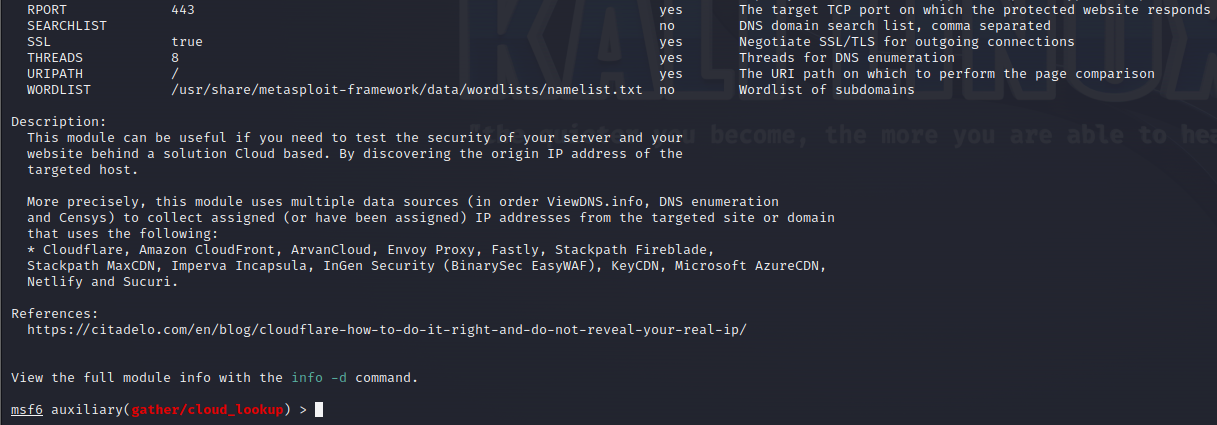 RPORT 443 yes The target TCP port on which the protected website responds
SEARCHLIST no DNS domain search list, comma separated
SSL true yes Negotiate SSL/TLS for outgoing connections
THREADS 8 yes Threads for DNS enumeration
URIPATH / yes The URI path on which to perform the page comparison
WORDLIST /usr/share/metasploit-framework/data/wordlists/namelist.txt no Wordlist of subdomains
Description:
This module can be useful if you need to test the security of your server and your
website behind a solution Cloud based. By discovering the origin IP address of the
targeted host.
More precisely, this module uses multiple data sources (in order ViewDNS.info, DNS enumeration
and Censys) to collect assigned (or have been assigned) IP addresses from the targeted site or domain
that uses the following:
* Cloudflare, Amazon CloudFront, ArvanCloud, Envoy Proxy, Fastly, Stackpath Fireblade,
Stackpath MaxCDN, Imperva Incapsula, InGen Security (BinarySec EasyWAF), KeyCDN, Microsoft AzureCDN,
Netlify and Sucuri.
References:
https://citadelo.com/en/blog/cloudflare-how-to-do-it-right-and-do-not-reveal-your-real-ip/
View the full module info with the info -d command.
msf6 auxiliary(gather/cloud_lookup) >
become, the more you are able to hea